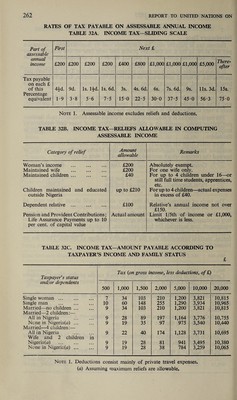 262 REPORT TO UNITED NATIONS ON
RATES OF TAX PAYABLE ON ASSESSABLE ANNUAL INCOME
TABLE 32A. INCOME TAX—SLIDING SCALE
Part of assessable annual income First Next £
£200 £200 £200 £400 £800 £1,000 £1,000 £1,000 £5,000 There-after
Tax payable on each £ of this 4½d. 9d. 1s. 1½d. 1s. 6d. 3s. 4s. 6d. 6s. 7s. 6d. 9s. 11s. 3d. 15s.
Percentage equivalent 1·9 3·8 5·6 7·5 15·0 22·5 30·0 37·5 45·0 56·3 75·0
NOTE 1. Assessable income excludes reliefs and deductions.
TABLE 32B. INCOME TAX—RELIEFS ALLOWABLE IN COMPUTING
ASSESSABLE INCOME
Category of relief Amount allowable Remarks
Woman's income £200 Absolutely exempt.
Maintained wife £200 For one wife only.
Maintained children £40 For up to 4 children under 16—or
still full time students, apprentices,
etc.
Children maintained and educated outside Nigeria up to £210 For up to 4 children—actual expenses
in excess of £40.
Dependent relative £100 Relative's annual income not over
£150.
Pension and Provident Contributions: Actual amount Limit 1/5th of income or £1,000,
Life Assurance Payments up to 10 whichever is less.
per cent. of capital value
TABLE 32C. INCOME TAX—AMOUNT PAYABLE ACCORDING TO
TAXPAYER'S INCOME AND FAMILY STATUS
£
Taxpayer's status and/or dependents Tax (on gross income, less deductions, of £)
500 1,000 1,500 2,000 5,000 10,000 20,000
Single woman 7 34 103 210 1,200 3,821 10,815
Single man 10 60 148 255 1,290 3,934 10,965
Married—no children 9 34 103 210 1,200 3,821 10,815
Married—2 children—
All in Nigeria 9 28 89 197 1,164 3,776 10,755
None in Nigeria(a) 9 19 35 97 975 3,540 10,440
Married—4 children—
All in Nigeria 9 22 46 174 1,128 3,731 10,695
Wife and 2 children in
Nigeria(a) 9 19 28 81 941 3,495 10,380
None in Nigeria(a) 9 19 28 38 784 3,259 10,065
NOTE 1. Deductions consist mainly of private travel expenses.
(a) Assuming maximum reliefs are allowable.